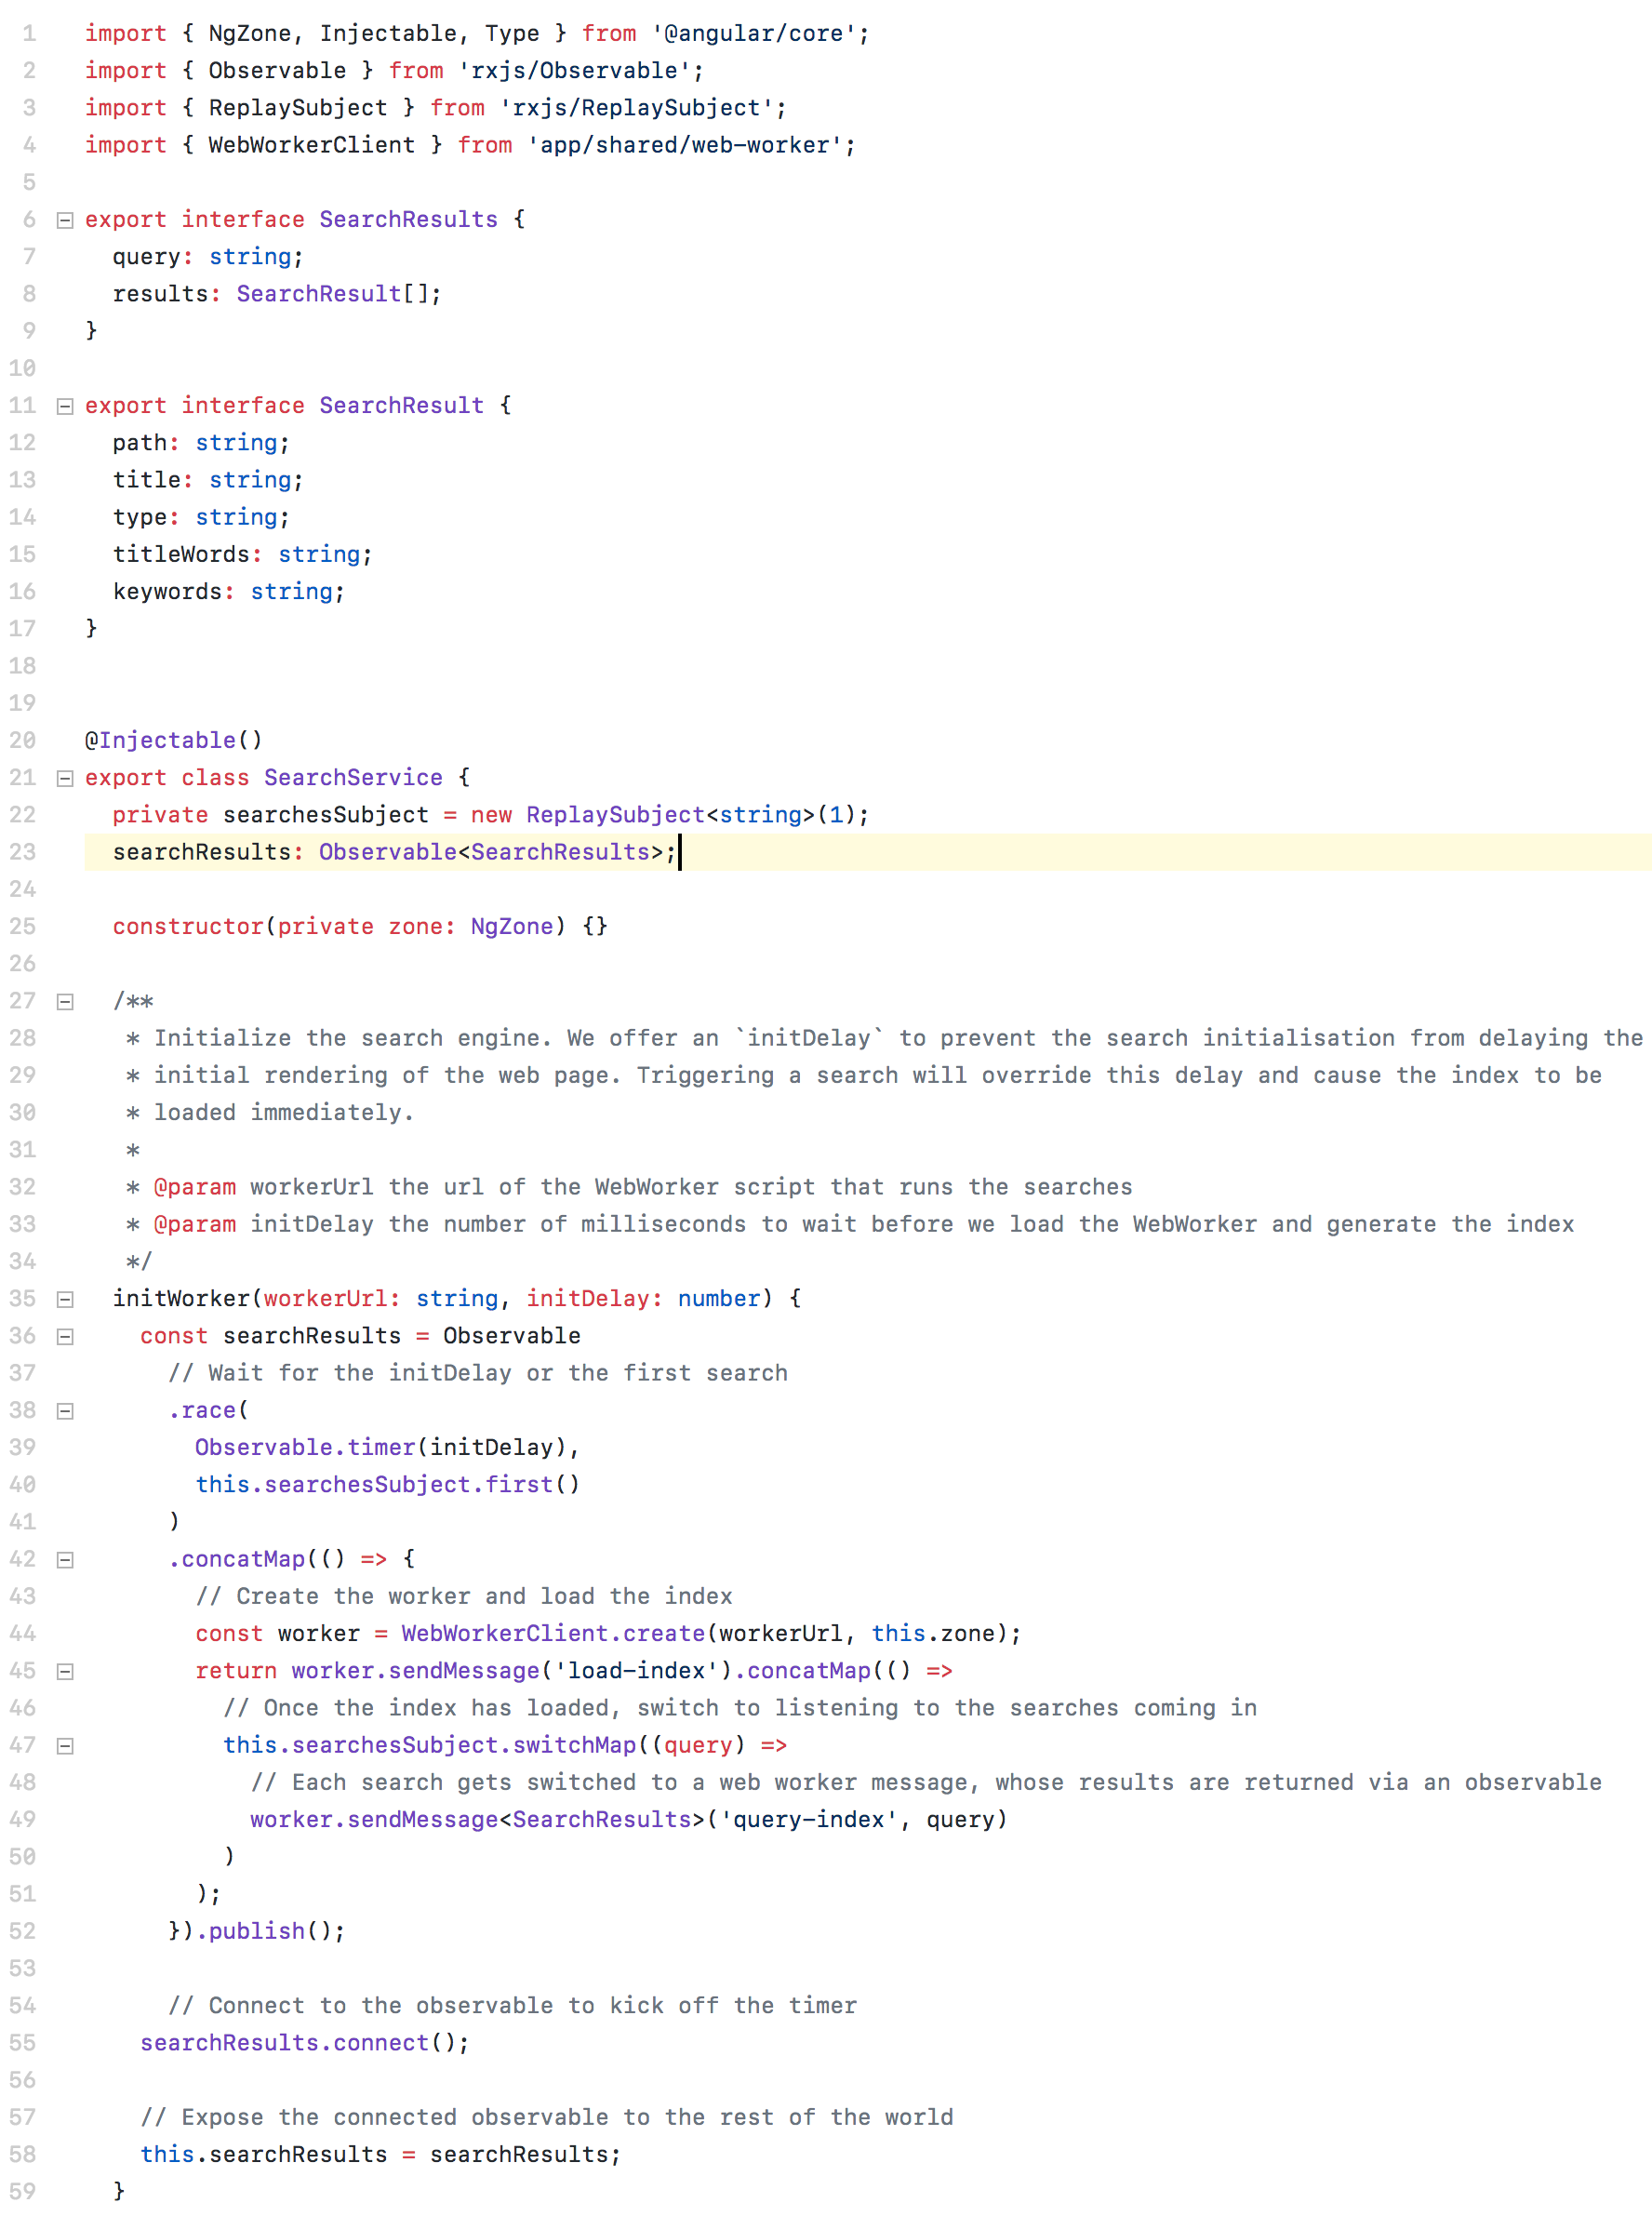 1 import { NgZone, Injectable, Type } from '@angular/core';
2 import { Observable } from 'rxjs/Observable';
3 import { ReplaySubject } from 'rxjs/ReplaySubject';
4 import { WebWorkerClient } from 'app/shared/web-worker';
5
6 export interface SearchResults {
7   query: string;
8   results: SearchResult[];
9 }
10
11 export interface SearchResult {
12   path: string;
13   title: string;
14   type: string;
15   titleWords: string;
16   keywords: string;
17 }
18
19
20 @Injectable()
21 export class SearchService {
22   private searchesSubject = new ReplaySubject<string>(1);
23   searchResults: Observable<SearchResults>;
24
25   constructor(private zone: NgZone) {}
26
27   /**
28    * Initialize the search engine. We offer an `initDelay` to prevent the search initialisation from delaying the
29    * initial rendering of the web page. Triggering a search will override this delay and cause the index to be
30    * loaded immediately.
31    *
32    * @param workerUrl the url of the WebWorker script that runs the searches
33    * @param initDelay the number of milliseconds to wait before we load the WebWorker and generate the index
34    */
35   initWorker(workerUrl: string, initDelay: number) {
36     const searchResults = Observable
37       // Wait for the initDelay or the first search
38       .race(
39         Observable.timer(initDelay),
40         this.searchesSubject.first()
41       )
42       .concatMap(() => {
43         // Create the worker and load the index
44         const worker = WebWorkerClient.create(workerUrl, this.zone);
45         return worker.sendMessage('load-index').concatMap(() =>
46           // Once the index has loaded, switch to listening to the searches coming in
47           this.searchesSubject.switchMap((query) =>
48             // Each search gets switched to a web worker message, whose results are returned via an observable
49             worker.sendMessage<SearchResults>('query-index', query)
50           )
51         );
52       }).publish();
53
54       // Connect to the observable to kick off the timer
55     searchResults.connect();
56
57     // Expose the connected observable to the rest of the world
58     this.searchResults = searchResults;
59   }